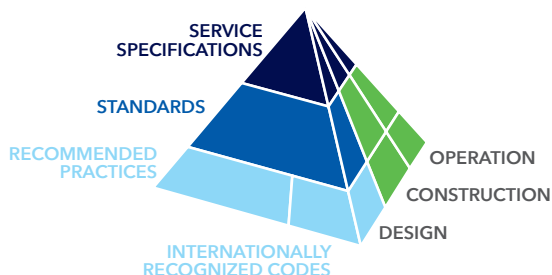 SERVICE
SPECIFICATIONS
STANDARDS
RECOMMENDED
PRACTICES
INTERNATIONALLY
RECOGNIZED CODES
OPERATION
CONSTRUCTION
DESIGN